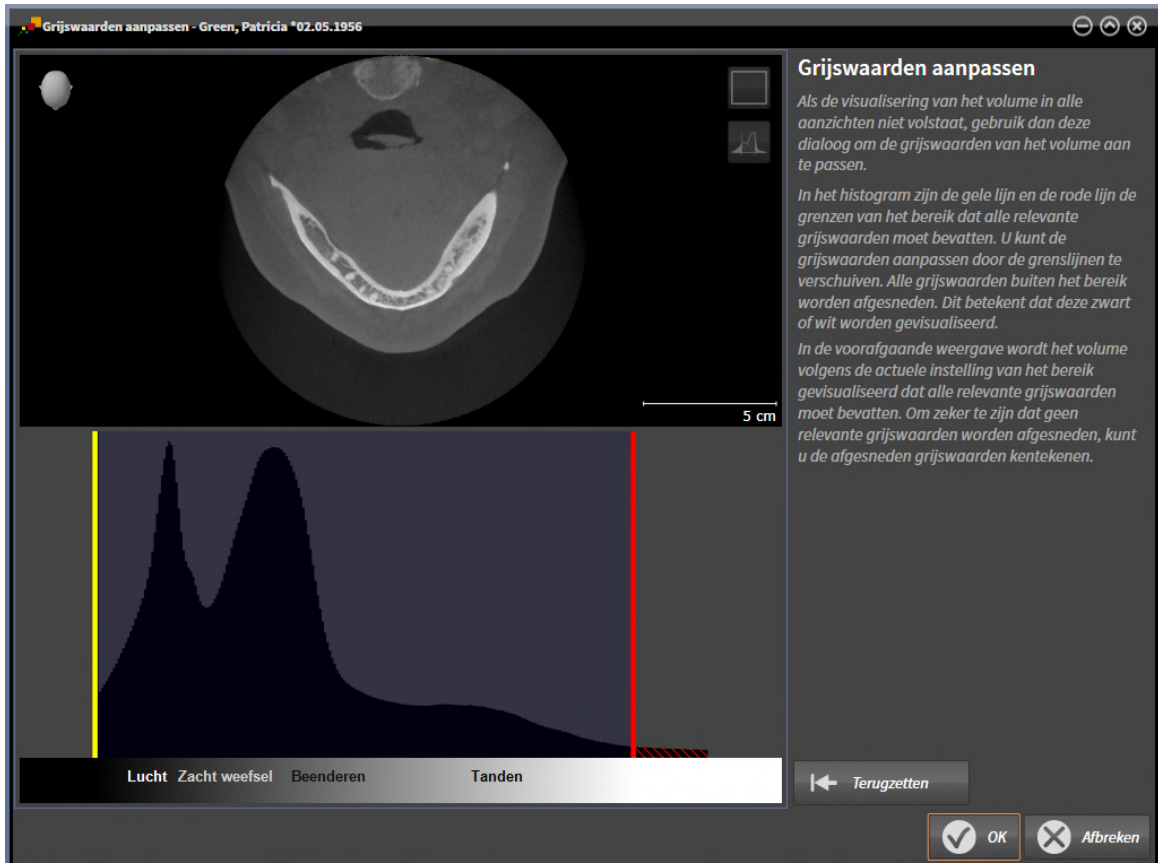 Grijswaarden aanpassen - Green, Patricia *02.05.1956
5 cm
Lucht Zacht weefsel Beenderen Tanden
Grijswaarden aanpassen
Als de visualisering van het volume in alle
aanzichten niet volstaat, gebruik dan deze
dialoog om de grijswaarden van het volume aan
te passen.
In het histogram zijn de gele lijn en de rode lijn de
grenzen van het bereik dat alle relevante
grijswaarden moet bevatten. U kunt de
grijswaarden aanpassen door de grenslijnen te
verschuiven. Alle grijswaarden buiten het bereik
worden afgesneden. Dit betekent dat deze zwart
of wit worden gevisualiseerd.
In de voorafgaande weergave wordt het volume
volgens de actuele instelling van het bereik
gevisualiseerd dat alle relevante grijswaarden
moet bevatten. Om zeker te zijn dat geen
relevante grijswaarden worden afgesneden, kunt
u de afgesneden grijswaarden kentekenen.
Terugzetten
OK Afbreken